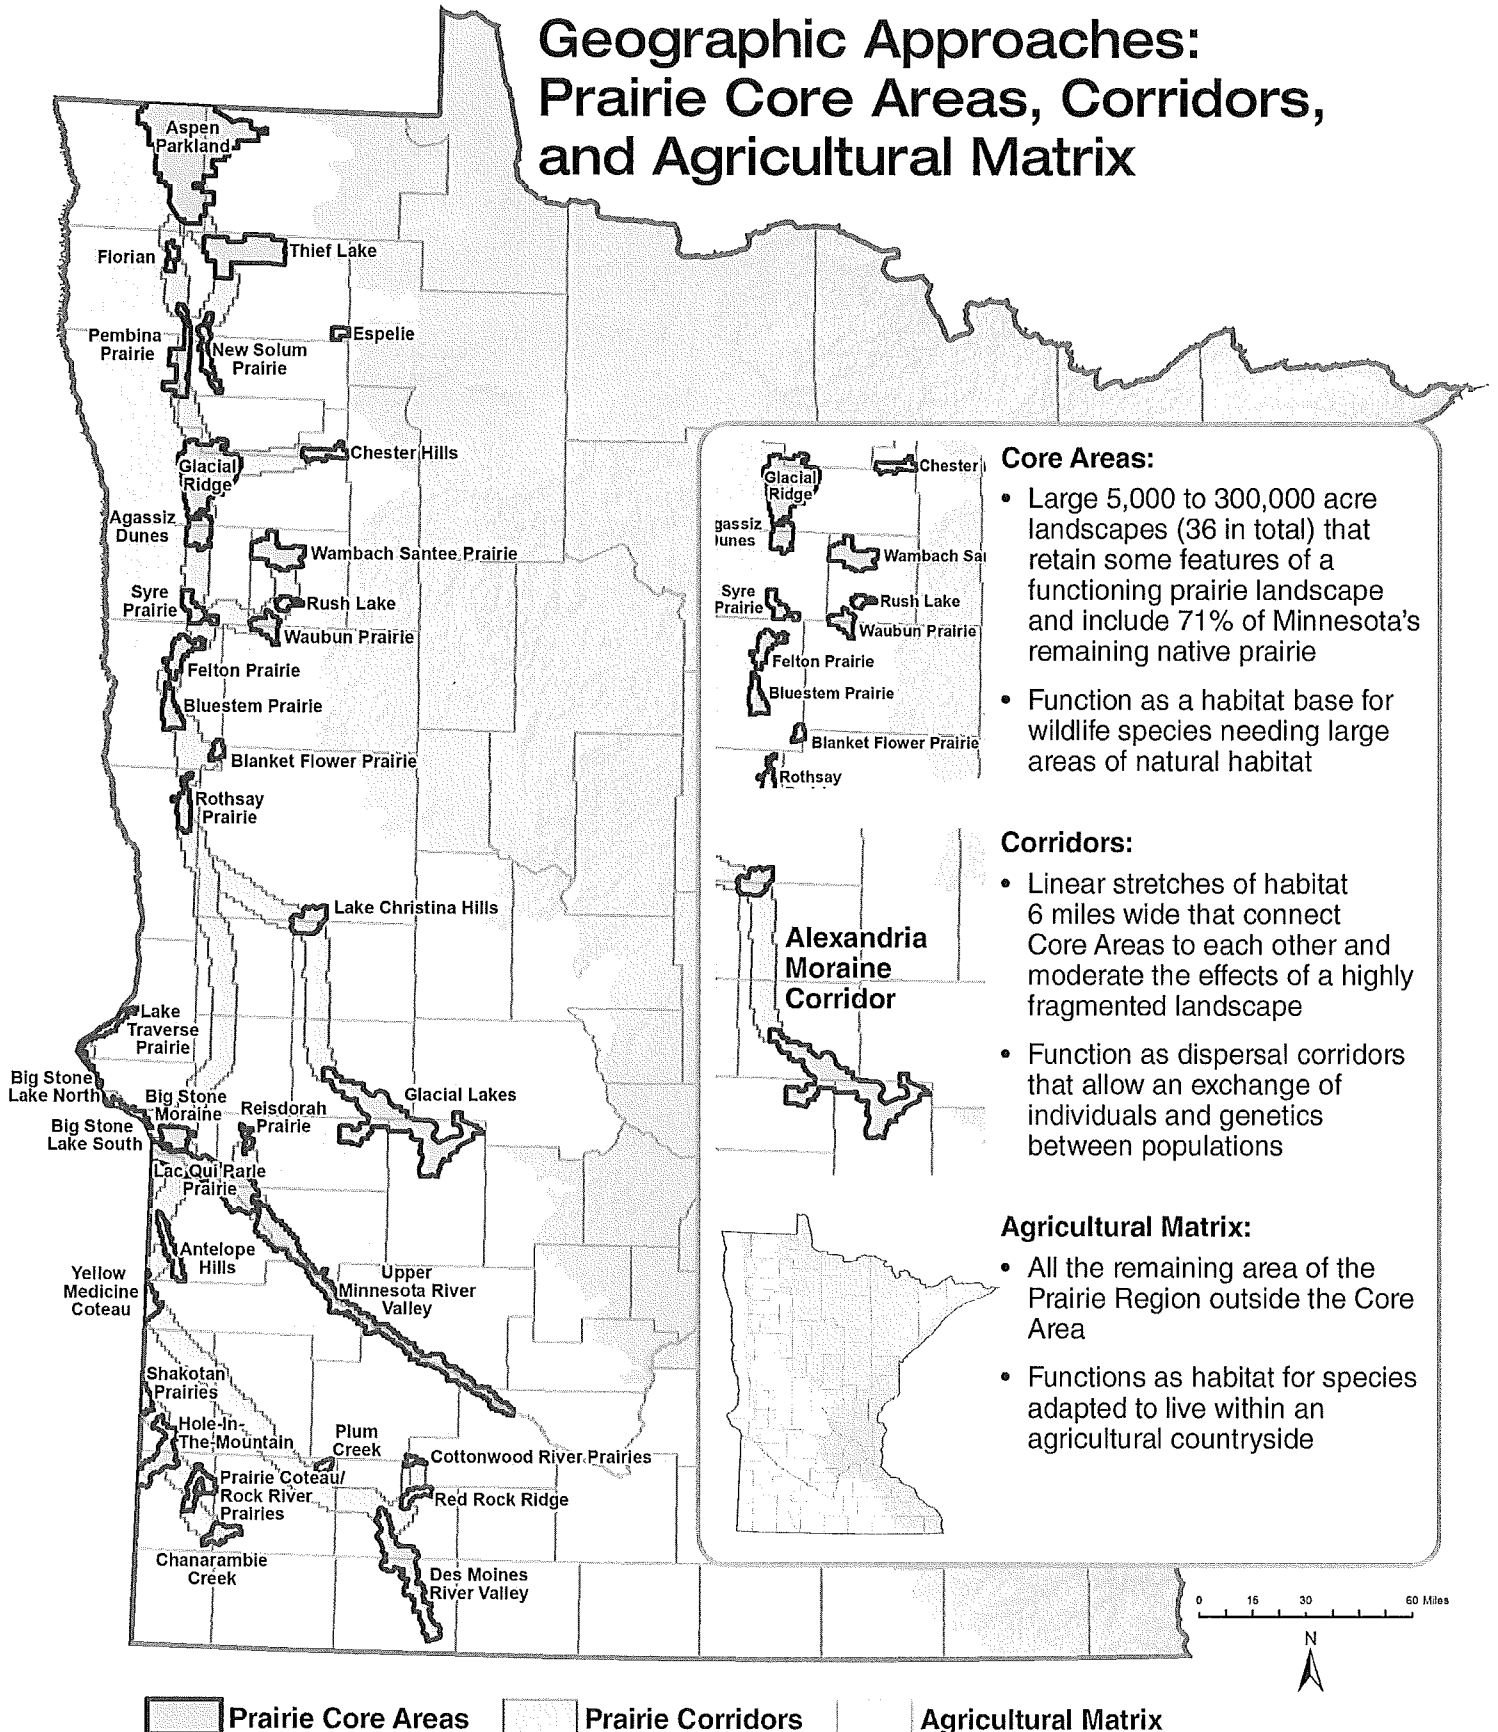 Geographic Approaches:
Prairie Core Areas, Corridors,
and Agricultural Matrix
Aspen
Parkland
Florian
Thief Lake
Pembina
Prairie
New Solum
Prairie
Espelie
Glacial
Ridge
Chester Hills
Agassiz
Dunes
Wambach Santee Prairie
Syre
Prairie
Rush Lake
Waubun Prairie
Felton Prairie
Bluestem Prairie
Blanket Flower Prairie
Rothsay
Prairie
Lake Christina Hills
Lake
Traverse
Prairie
Big Stone
Lake North
Big Stone
Moraine
Reisdorah
Prairie
Glacial Lakes
Big Stone
Lake South
Lac Qui Parle
Prairie
Antelope
Hills
Yellow
Medicine
Coteau
Upper
Minnesota River
Valley
Shakotan
Prairies
Hole-In-
The-Mountain
Plum
Creek
Cottonwood River Prairies
Prairie Coteau/
Rock River
Prairies
Red Rock Ridge
Chanarambie
Creek
Des Moines
River Valley
Glacial
Ridge
Chester
gassiz
unes
Wambach Sa
Syre
Prairie
Rush Lake
Waubun Prairie
Felton Prairie
Bluestem Prairie
Blanket Flower Prairie
Rothsay
Core Areas:
• Large 5,000 to 300,000 acre
landscapes (36 in total) that
retain some features of a
functioning prairie landscape
and include 71% of Minnesota's
remaining native prairie
• Function as a habitat base for
wildlife species needing large
areas of natural habitat
Alexandria
Moraine
Corridor
Corridors:
• Linear stretches of habitat
6 miles wide that connect
Core Areas to each other and
moderate the effects of a highly
fragmented landscape
• Function as dispersal corridors
that allow an exchange of
individuals and genetics
between populations
Agricultural Matrix:
• All the remaining area of the
Prairie Region outside the Core
Area
• Functions as habitat for species
adapted to live within an
agricultural countryside
0 15 30 60 Miles
N
Prairie Core Areas
Prairie Corridors
Agricultural Matrix